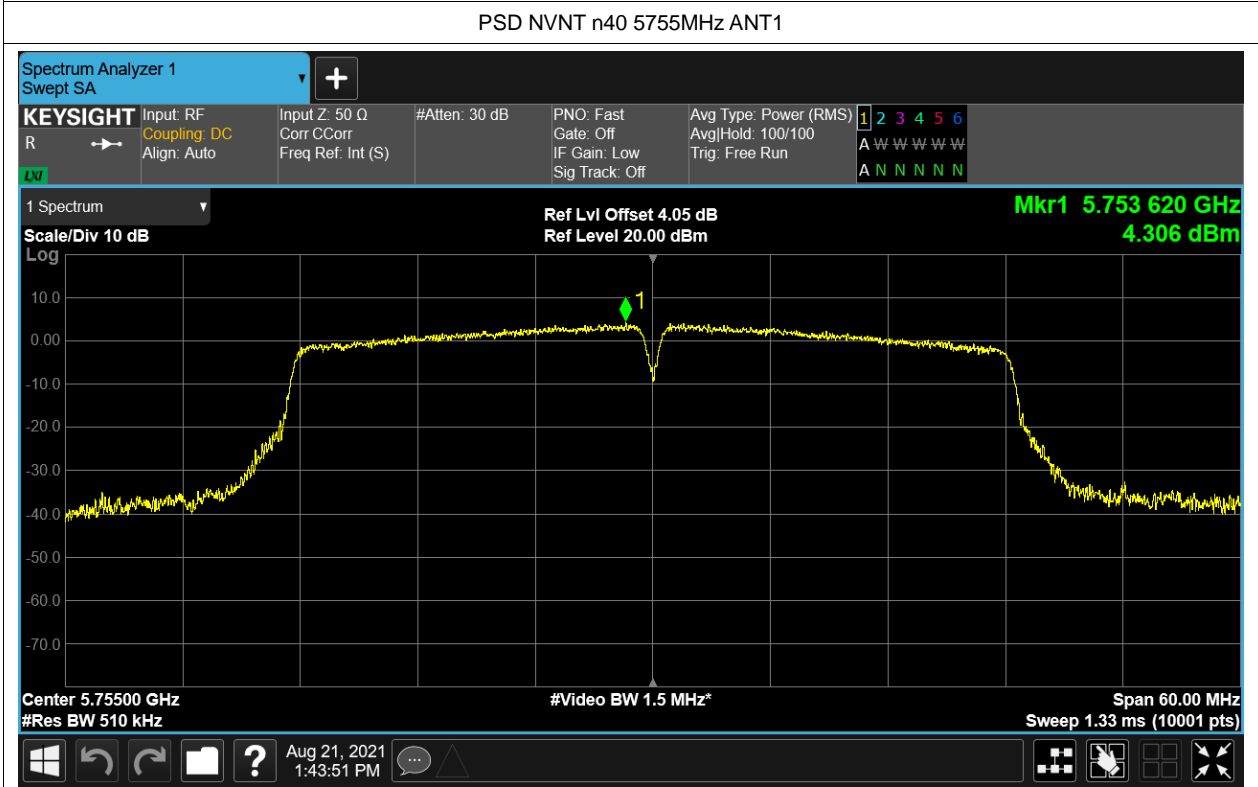 PSD NVNT n40 5755MHz ANT1
Spectrum Analyzer 1
Swept SA
▼
+
KEYSIGHT
R
LXI
Input: RF
Coupling: DC
Align: Auto
Input Z: 50 Ω
Corr CCorr
Freq Ref: Int (S)
#Atten: 30 dB
PNO: Fast
Gate: Off
IF Gain: Low
Sig Track: Off
Avg Type: Power (RMS)
Avg|Hold: 100/100
Trig: Free Run
1 2 3 4 5 6
A W W W W W
A N N N N N
1 Spectrum ▼
Scale/Div 10 dB
Log
Ref Lvl Offset 4.05 dB
Ref Level 20.00 dBm
Mkr1 5.753 620 GHz
4.306 dBm
1
10.0
0.00
-10.0
-20.0
-30.0
-40.0
-50.0
-60.0
-70.0
Center 5.75500 GHz
#Res BW 510 kHz
#Video BW 1.5 MHz*
Span 60.00 MHz
Sweep 1.33 ms (10001 pts)
?
Aug 21, 2021
1:43:51 PM